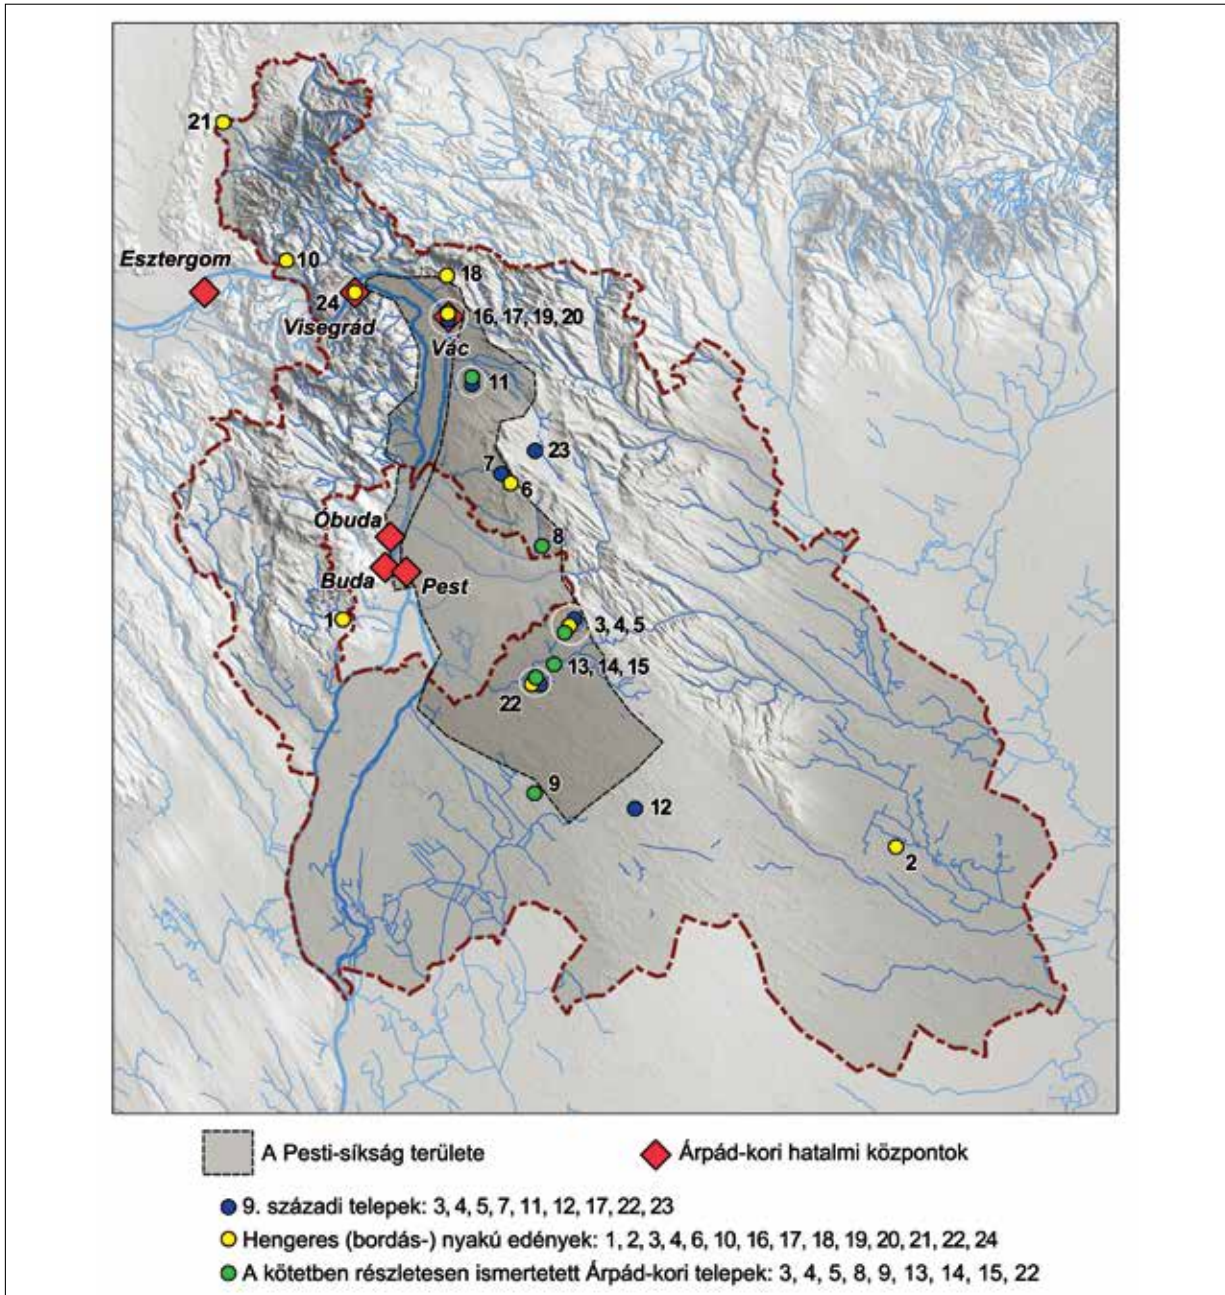 21
Esztergom
10
18
24
Visegrád
16, 17, 19, 20
Vác
11
23
7
6
Óbuda
8
Buda
Pest
1
3, 4, 5
13, 14, 15
22
9
12
2
A Pesti-síkság területe
Árpád-kori hatalmi központok
9. századi telepek: 3, 4, 5, 7, 11, 12, 17, 22, 23
Hengeres (bordás-) nyakú edények: 1, 2, 3, 4, 6, 10, 16, 17, 18, 19, 20, 21, 22, 24
A kötetben részletesen ismertetett Árpád-kori telepek: 3, 4, 5, 8, 9, 13, 14, 15, 22